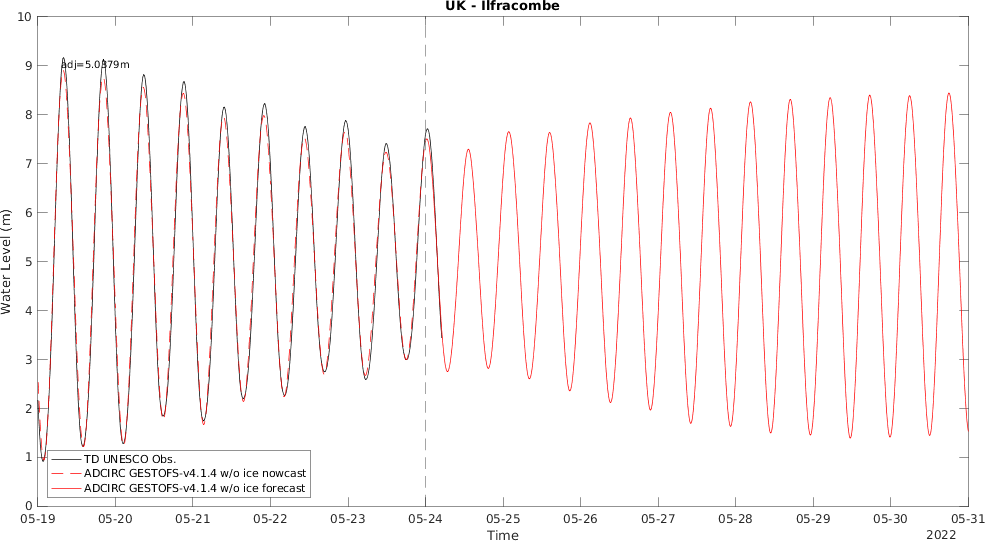 UK - Ilfracombe
10
9
8
7
6
5
4
3
2
1
0
Water Level (m)
adj=5.0379m
TD UNESCO Obs.
ADCIRC GESTOFS-v4.1.4 w/o ice nowcast
ADCIRC GESTOFS-v4.1.4 w/o ice forecast
05-19 05-20 05-21 05-22 05-23 05-24 05-25 05-26 05-27 05-28 05-29 05-30 05-31
Time
2022